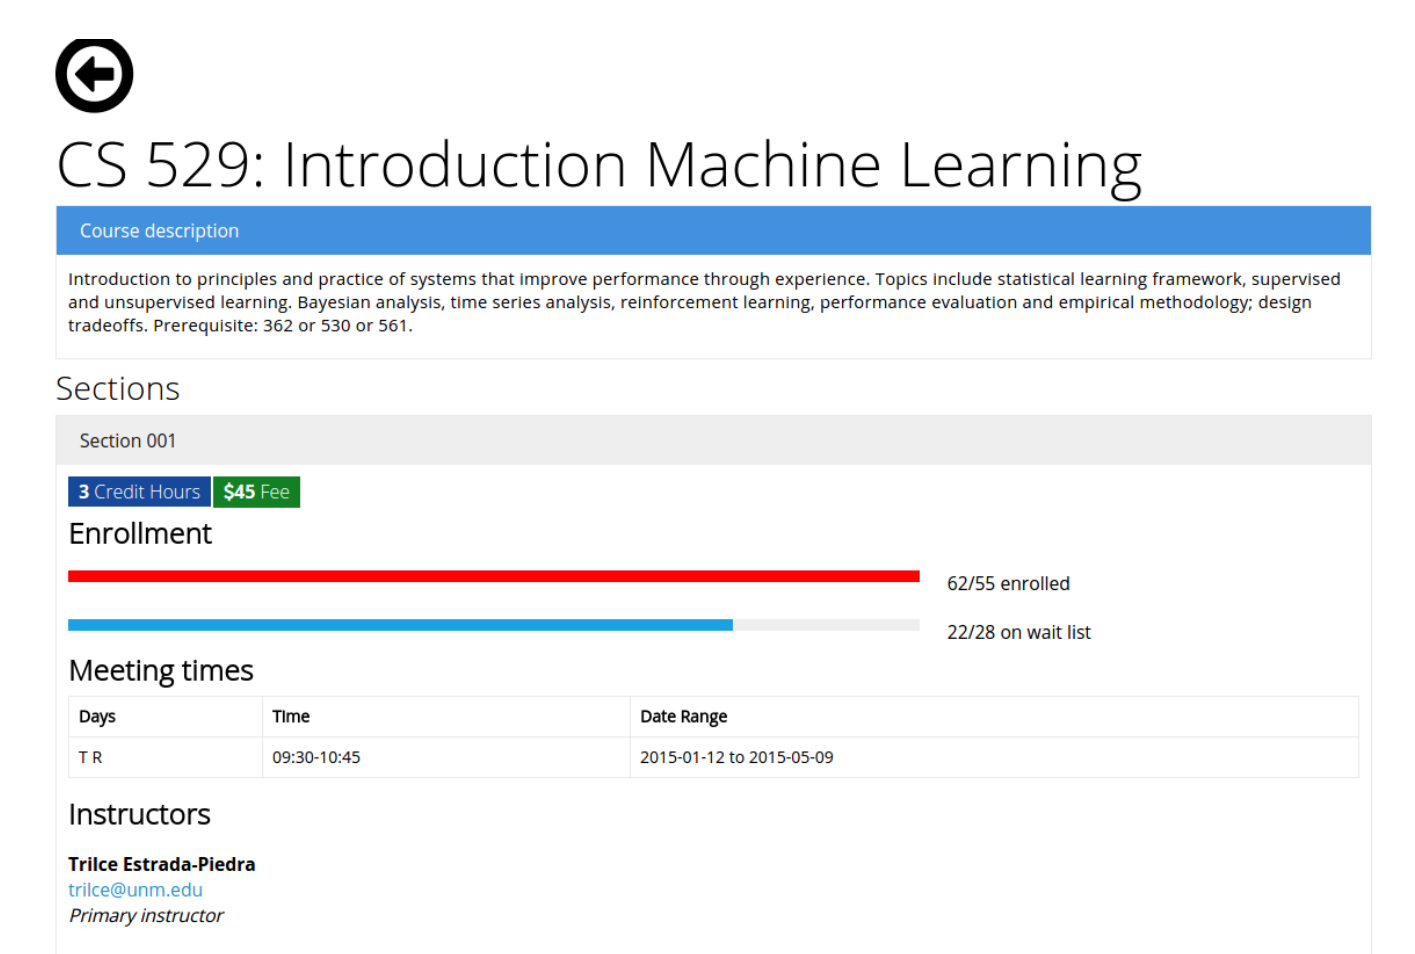 CS 529: Introduction Machine Learning
Course description
Introduction to principles and practice of systems that improve performance through experience. Topics include statistical learning framework, supervised
and unsupervised learning. Bayesian analysis, time series analysis, reinforcement learning, performance evaluation and empirical methodology; design
tradeoffs. Prerequisite: 362 or 530 or 561.
Sections
Section 001
3 Credit Hours $45 Fee
Enrollment
62/55 enrolled
22/28 on wait list
Meeting times
Days TIme Date Range
T R 09:30-10:45 2015-01-12 to 2015-05-09
Instructors
Trilce Estrada-Piedra
trilce@unm.edu
Primary instructor